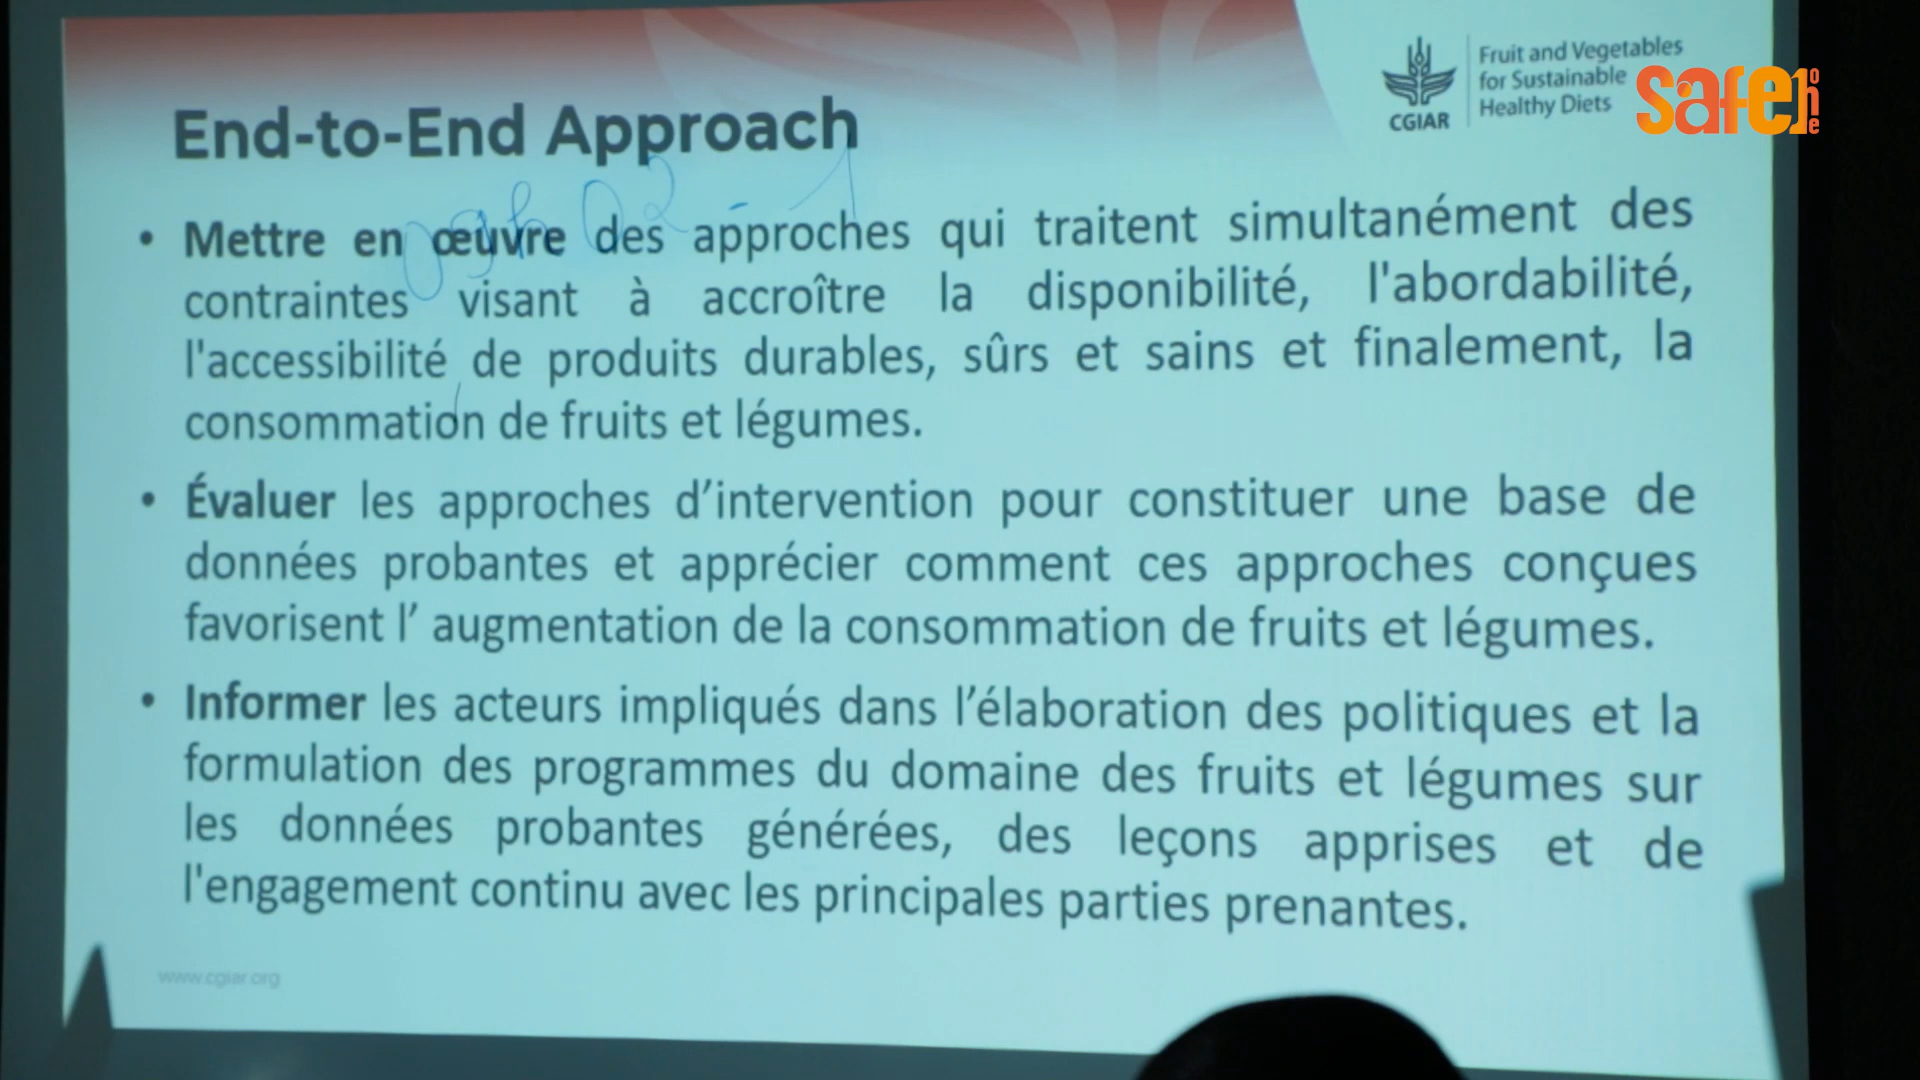 Fruit and Vegetables
for Sustainable
Healthy Diets
CGIAR
safe one
End-to-End Approach
• Mettre en œuvre des approches qui traitent simultanément des
contraintes visant à accroître la disponibilité, l'abordabilité,
l'accessibilité de produits durables, sûrs et sains et finalement, la
consommation de fruits et légumes.
• Évaluer les approches d’intervention pour constituer une base de
données probantes et apprécier comment ces approches conçues
favorisent l’ augmentation de la consommation de fruits et légumes.
• Informer les acteurs impliqués dans l’élaboration des politiques et la
formulation des programmes du domaine des fruits et légumes sur
les données probantes générées, des leçons apprises et de
l'engagement continu avec les principales parties prenantes.
www.cgiar.org